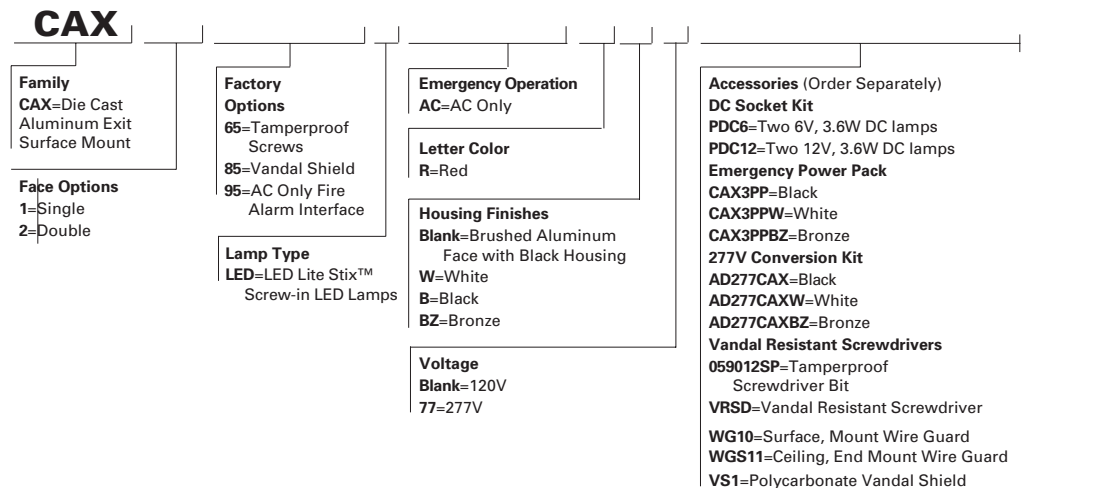 CAX
Family
CAX=Die Cast
Aluminum Exit
Surface Mount
Face Options
1=Single
2=Double
Factory
Options
65=Tamperproof
Screws
85=Vandal Shield
95=AC Only Fire
Alarm Interface
Lamp Type
LED=LED Lite Stix™
Screw-in LED Lamps
Emergency Operation
AC=AC Only
Letter Color
R=Red
Housing Finishes
Blank=Brushed Aluminum
Face with Black Housing
W=White
B=Black
BZ=Bronze
Voltage
Blank=120V
77=277V
Accessories (Order Separately)
DC Socket Kit
PDC6=Two 6V, 3.6W DC lamps
PDC12=Two 12V, 3.6W DC lamps
Emergency Power Pack
CAX3PP=Black
CAX3PPW=White
CAX3PPBZ=Bronze
277V Conversion Kit
AD277CAX=Black
AD277CAXW=White
AD277CAXBZ=Bronze
Vandal Resistant Screwdrivers
059012SP=Tamperproof
Screwdriver Bit
VRSD=Vandal Resistant Screwdriver
WG10=Surface, Mount Wire Guard
WGS11=Ceiling, End Mount Wire Guard
VS1=Polycarbonate Vandal Shield